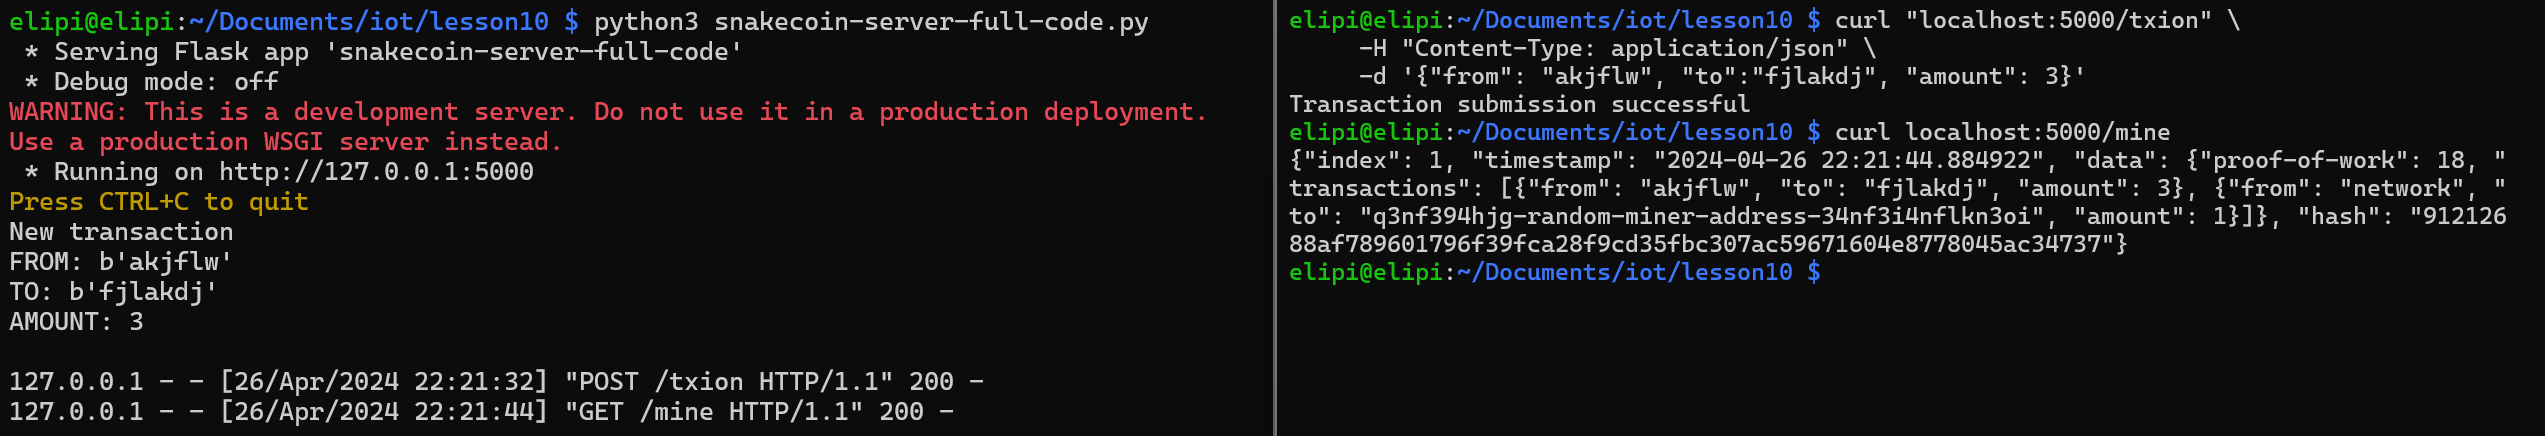 elipi@elipi:~/Documents/iot/lesson10 $ python3 snakecoin-server-full-code.py
 * Serving Flask app 'snakecoin-server-full-code'
 * Debug mode: off
WARNING: This is a development server. Do not use it in a production deployment.
Use a production WSGI server instead.
 * Running on http://127.0.0.1:5000
Press CTRL+C to quit
New transaction
FROM: b'akjflw'
TO: b'fjlakdj'
AMOUNT: 3

127.0.0.1 - - [26/Apr/2024 22:21:32] "POST /txion HTTP/1.1" 200 -
127.0.0.1 - - [26/Apr/2024 22:21:44] "GET /mine HTTP/1.1" 200 -
elipi@elipi:~/Documents/iot/lesson10 $ curl "localhost:5000/txion" \
     -H "Content-Type: application/json" \
     -d '{"from": "akjflw", "to":"fjlakdj", "amount": 3}'
Transaction submission successful
elipi@elipi:~/Documents/iot/lesson10 $ curl localhost:5000/mine
{"index": 1, "timestamp": "2024-04-26 22:21:44.884922", "data": {"proof-of-work": 18, "
transactions": [{"from": "akjflw", "to": "fjlakdj", "amount": 3}, {"from": "network", "
to": "q3nf394hjg-random-miner-address-34nf3i4nflkn3oi", "amount": 1}]}, "hash": "912126
88af789601796f39fca28f9cd35fbc307ac59671604e8778045ac34737"}
elipi@elipi:~/Documents/iot/lesson10 $